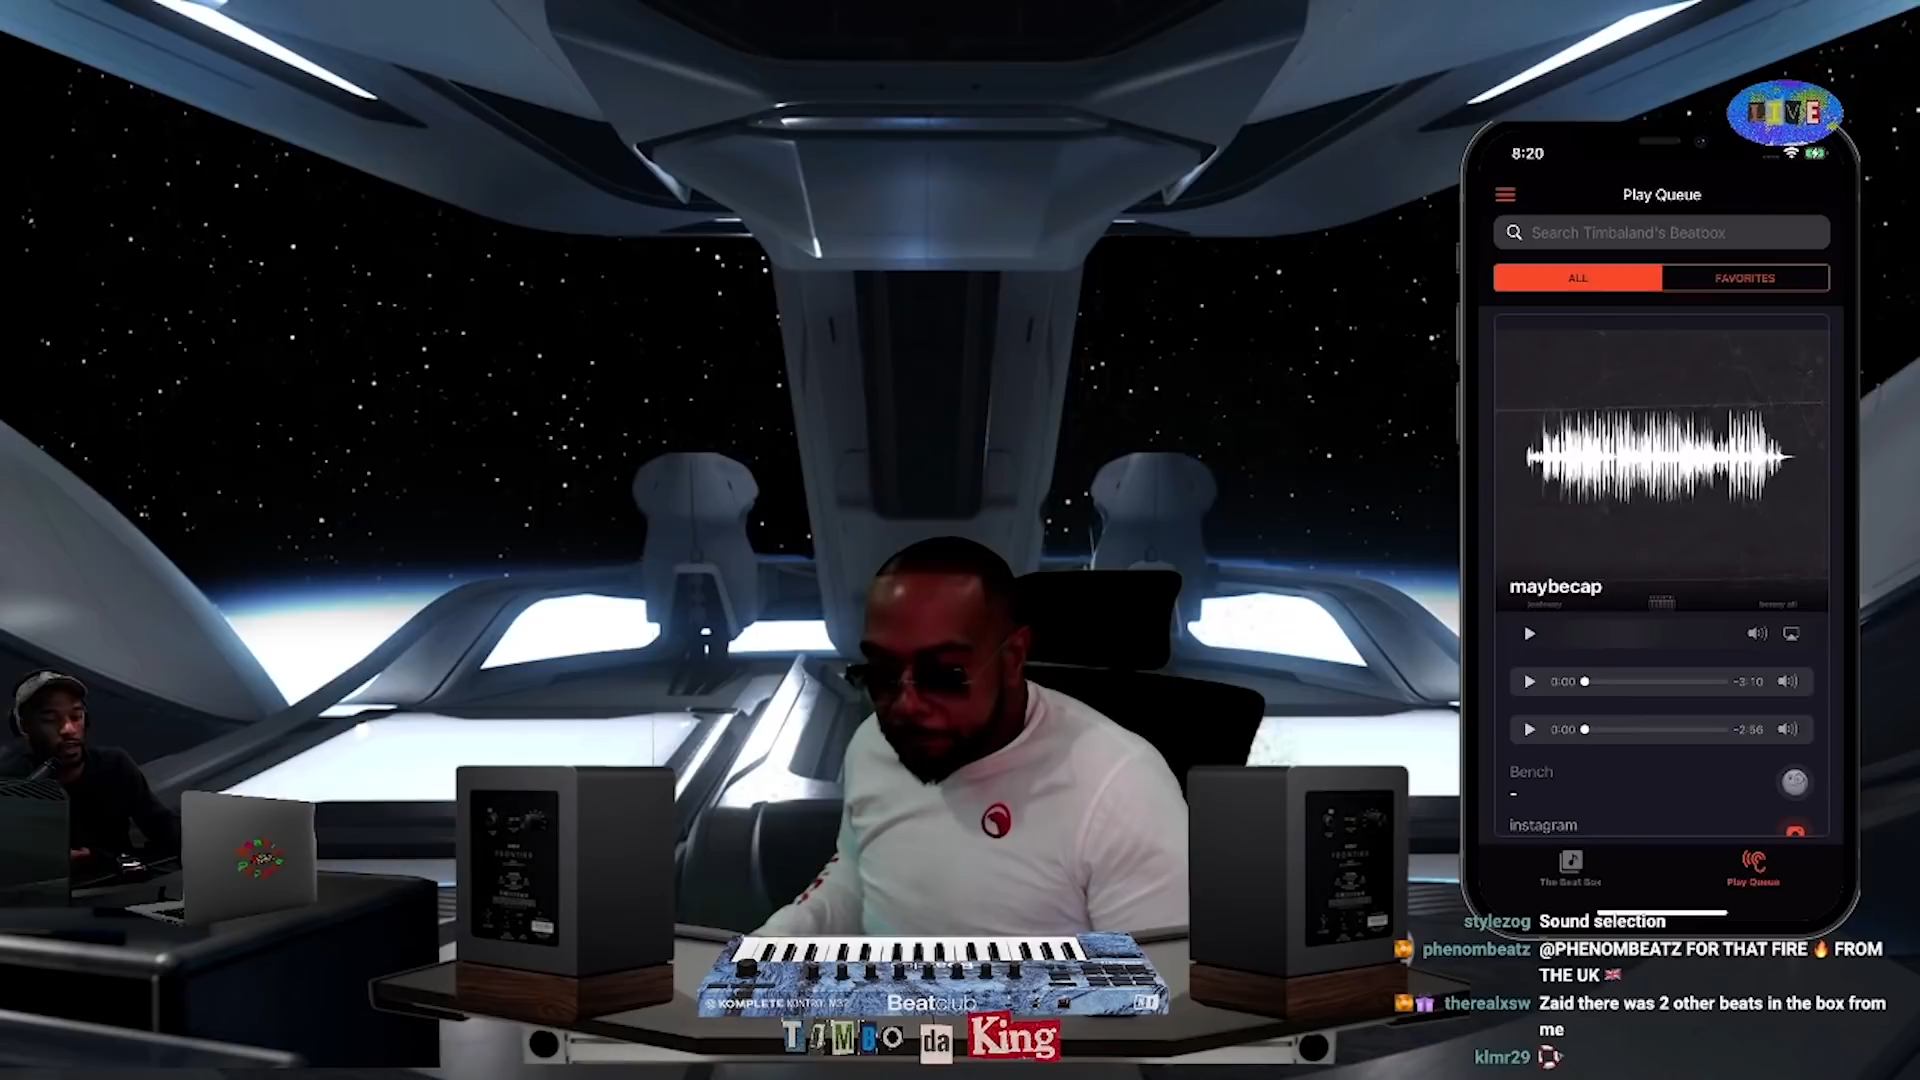 LIVE
8:20
Play Queue
Search Timbaland's Beatbox
ALL
FAVORITES
maybecap
0:00
-3:10
0:00
-2:56
Bench
-
instagram
The Beat Box
Play Queue
stylezog Sound selection
phenombeatz @PHENOMBEATZ FOR THAT FIRE 🔥 FROM
THE UK 🇬🇧
therealxsw Zaid there was 2 other beats in the box from
me
klmr29
KOMPLETE KONTROL M32
Beatclub
TIMBO da King